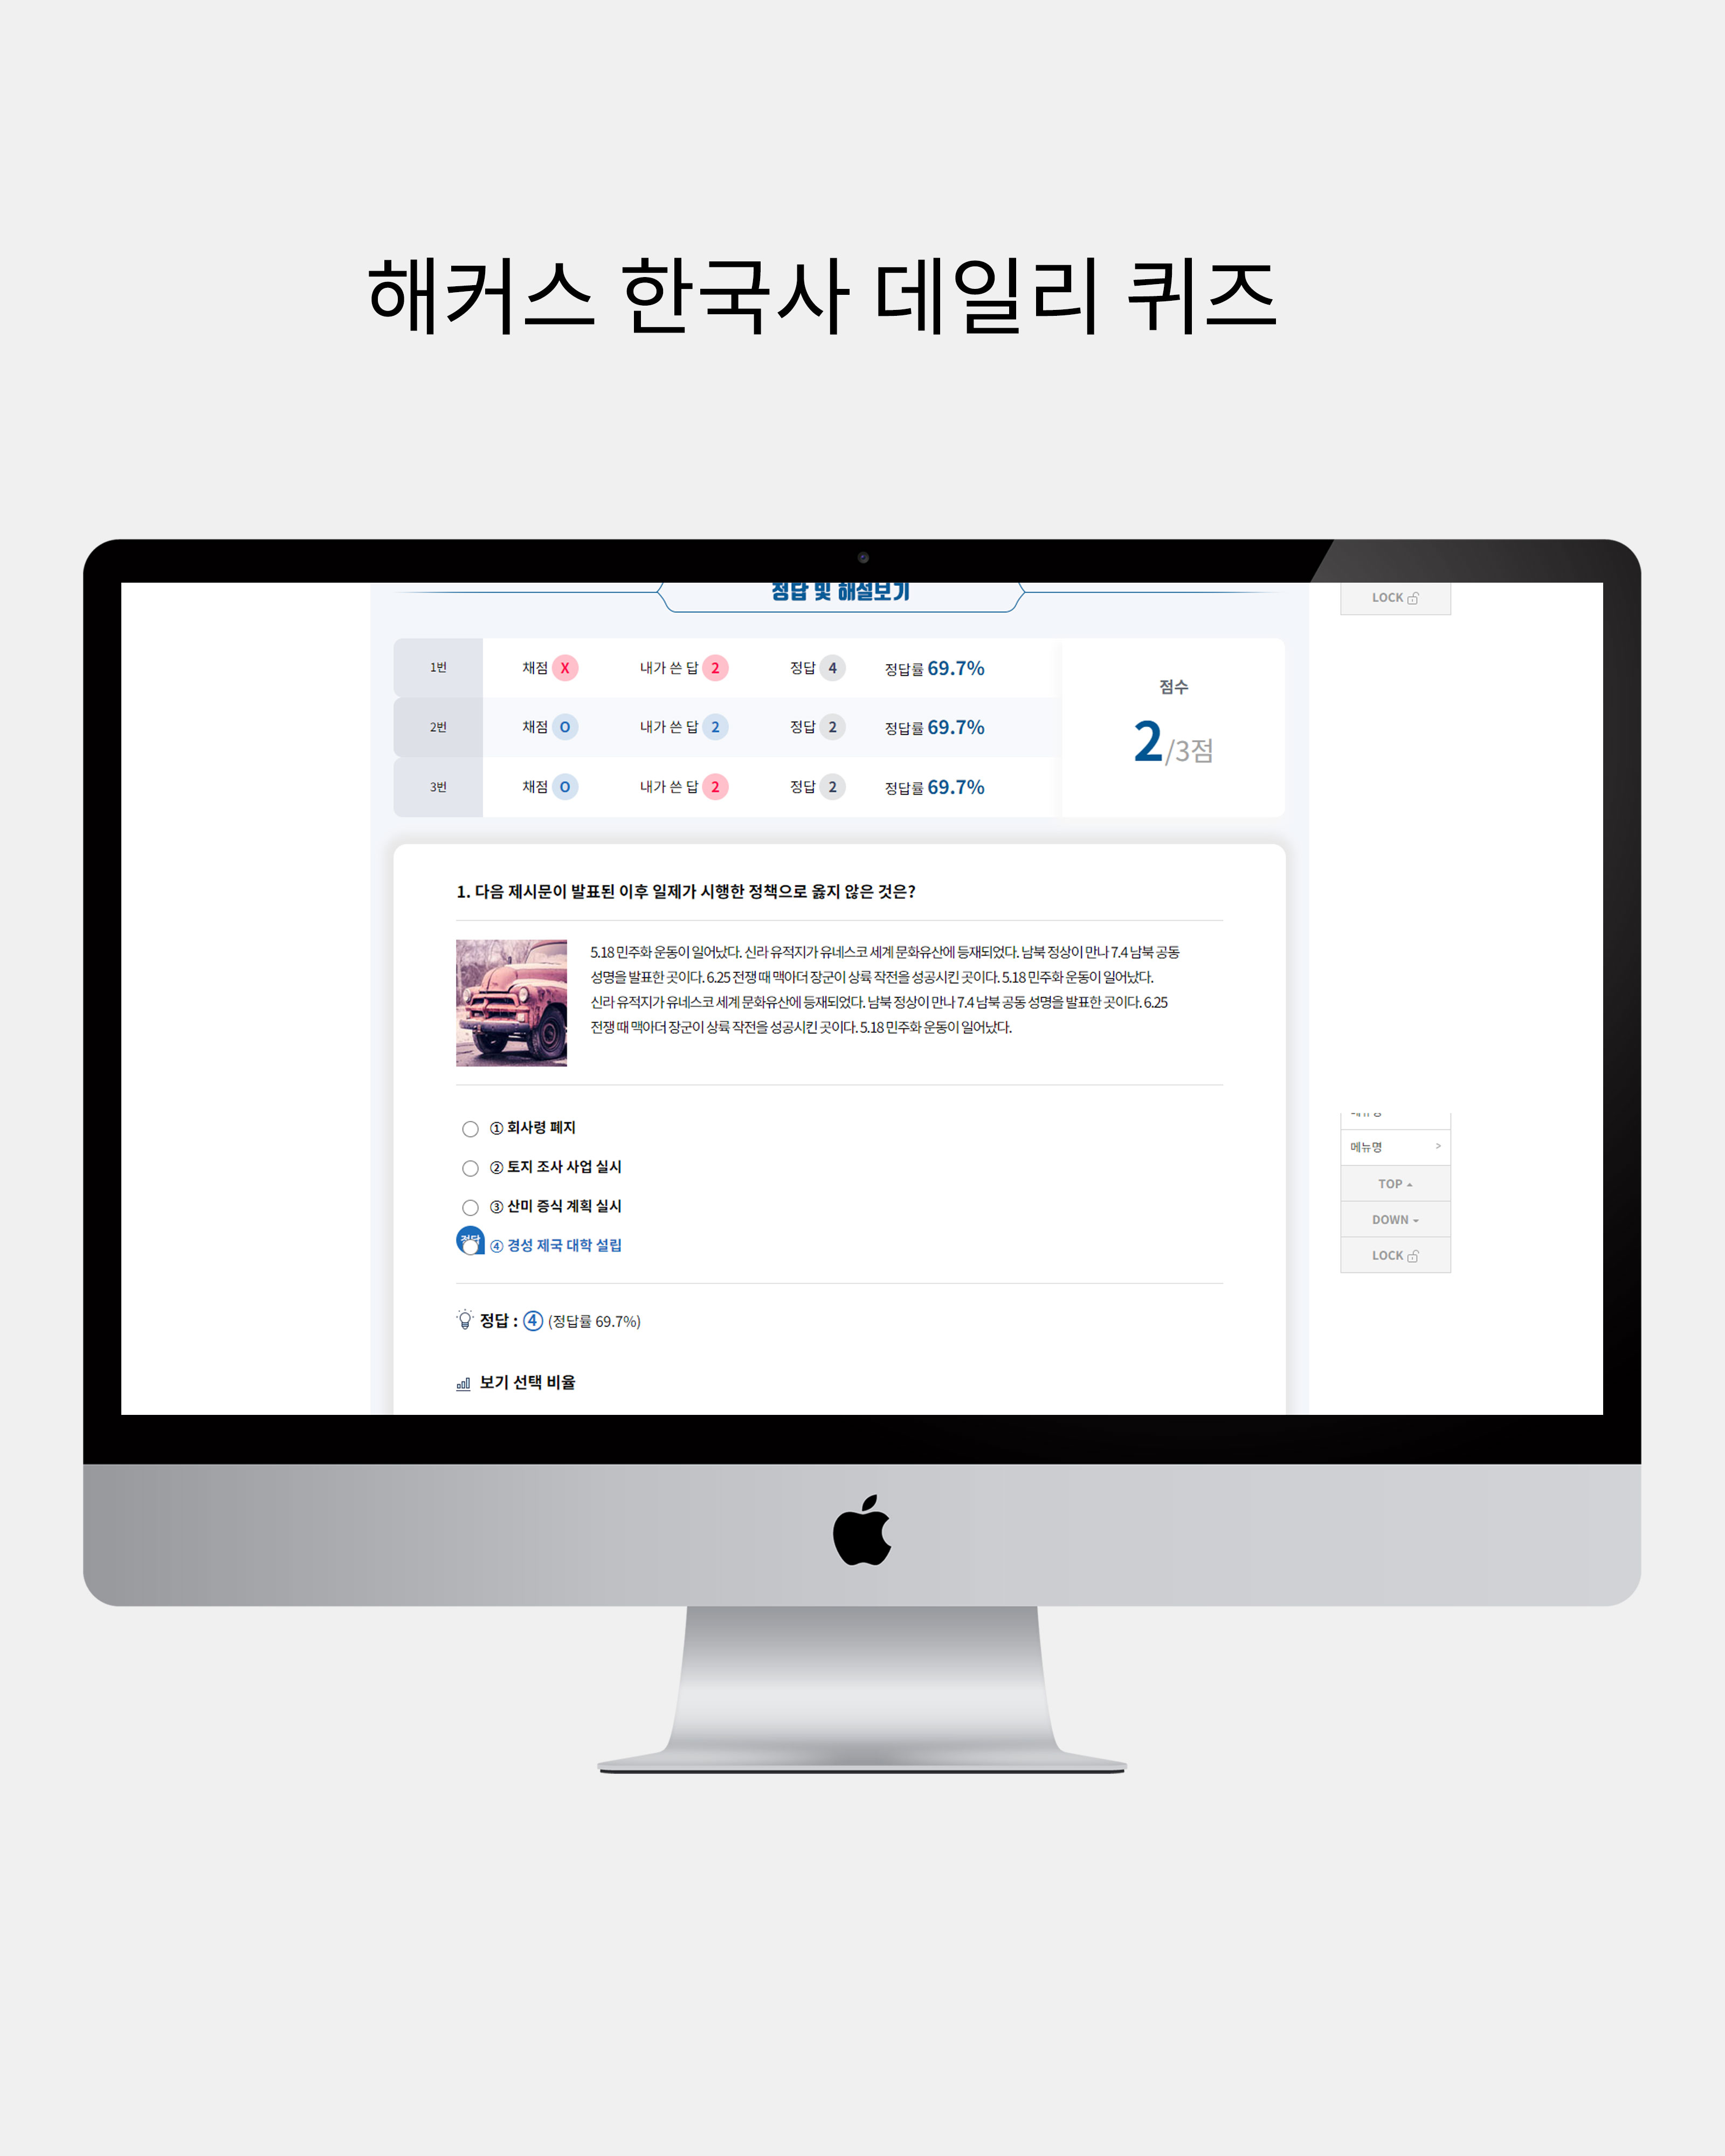 해커스 한국사 데일리 퀴즈
정답 및 해설보기
LOCK
1번 채점 X 내가 쓴 답 2 정답 4 정답률 69.7%
2번 채점 O 내가 쓴 답 2 정답 2 정답률 69.7%
3번 채점 O 내가 쓴 답 2 정답 2 정답률 69.7%
점수
2/3점
1. 다음 제시문이 발표된 이후 일제가 시행한 정책으로 옳지 않은 것은?
5.18 민주화 운동이 일어났다. 신라 유적지가 유네스코 세계 문화유산에 등재되었다. 남북 정상이 만나 7.4 남북 공동
성명을 발표한 곳이다. 6.25 전쟁 때 맥아더 장군이 상륙 작전을 성공시킨 곳이다. 5.18 민주화 운동이 일어났다.
신라 유적지가 유네스코 세계 문화유산에 등재되었다. 남북 정상이 만나 7.4 남북 공동 성명을 발표한 곳이다. 6.25
전쟁 때 맥아더 장군이 상륙 작전을 성공시킨 곳이다. 5.18 민주화 운동이 일어났다.
① 회사령 폐지
② 토지 조사 사업 실시
③ 산미 증식 계획 실시
정답 ④ 경성 제국 대학 설립
정답 : ④ (정답률 69.7%)
보기 선택 비율
메뉴명 >
TOP
DOWN
LOCK